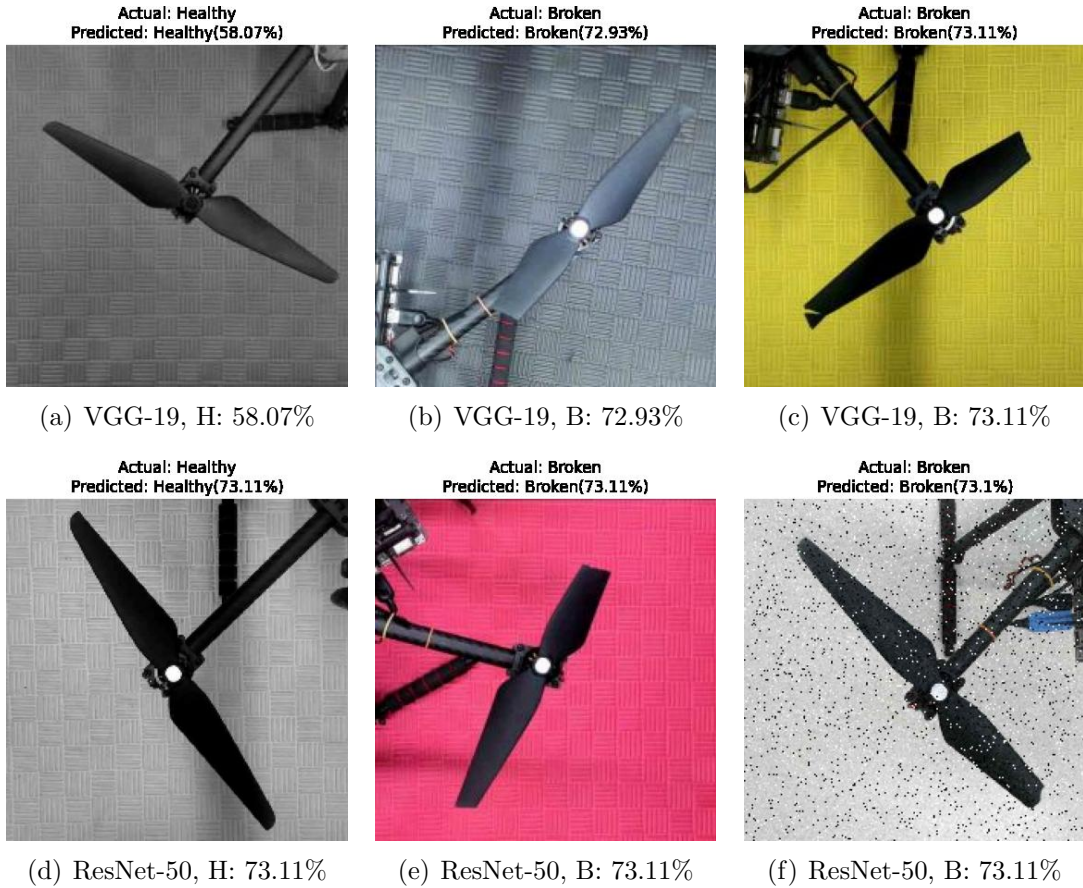 Actual: Healthy
Predicted: Healthy(58.07%)
Actual: Broken
Predicted: Broken(72.93%)
Actual: Broken
Predicted: Broken(73.11%)
(a) VGG-19, H: 58.07%
(b) VGG-19, B: 72.93%
(c) VGG-19, B: 73.11%
Actual: Healthy
Predicted: Healthy(73.11%)
Actual: Broken
Predicted: Broken(73.11%)
Actual: Broken
Predicted: Broken(73.1%)
(d) ResNet-50, H: 73.11%
(e) ResNet-50, B: 73.11%
(f) ResNet-50, B: 73.11%